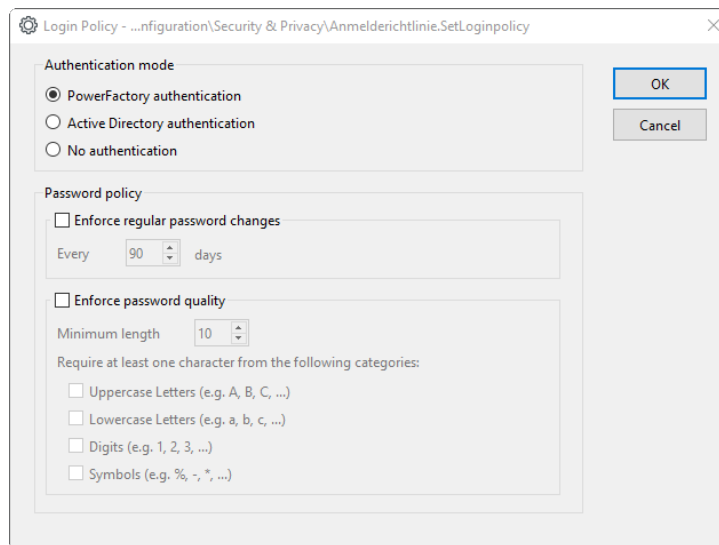 Login Policy - ...nfiguration\Security & Privacy\Anmelderichtlinie.SetLoginpolicy
Authentication mode
PowerFactory authentication
Active Directory authentication
No authentication
OK
Cancel
Password policy
Enforce regular password changes
Every 90 days
Enforce password quality
Minimum length 10
Require at least one character from the following categories:
Uppercase Letters (e.g. A, B, C, ...)
Lowercase Letters (e.g. a, b, c, ...)
Digits (e.g. 1, 2, 3, ...)
Symbols (e.g. %, -, *, ...)